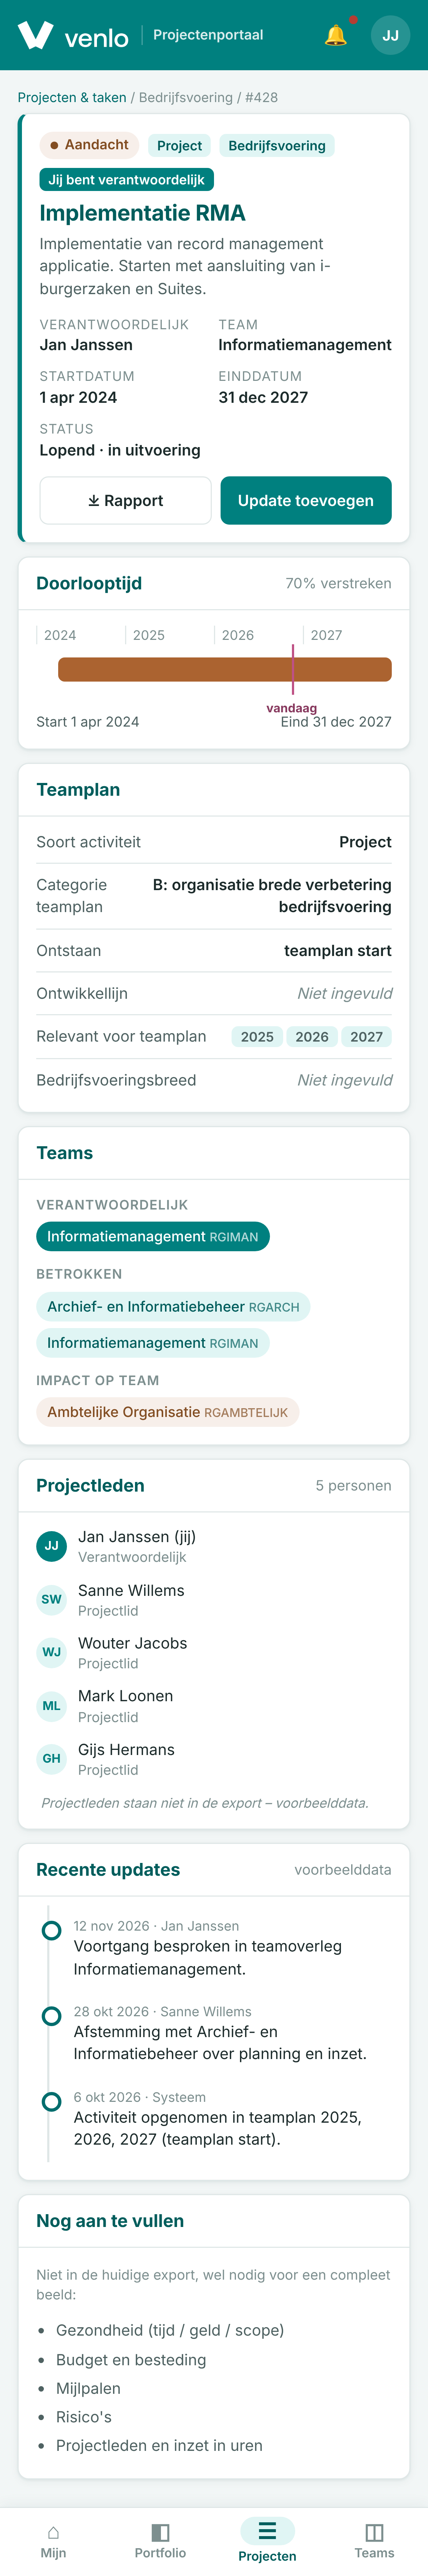 venlo
Projectenportaal
JJ
Projecten & taken / Bedrijfsvoering / #428
Aandacht
Project
Bedrijfsvoering
Jij bent verantwoordelijk
Implementatie RMA
Implementatie van record management
applicatie. Starten met aansluiting van i-
burgerzaken en Suites.
VERANTWOORDELIJK
Jan Janssen
TEAM
Informatiemanagement
STARTDATUM
1 apr 2024
EINDDATUM
31 dec 2027
STATUS
Lopend · in uitvoering
Rapport
Update toevoegen
Doorlooptijd
70% verstreken
2024
2025
2026
2027
vandaag
Start 1 apr 2024
Eind 31 dec 2027
Teamplan
Soort activiteit
Project
Categorie
teamplan
B: organisatie brede verbetering
bedrijfsvoering
Ontstaan
teamplan start
Ontwikkellijn
Niet ingevuld
Relevant voor teamplan
2025
2026
2027
Bedrijfsvoeringsbreed
Niet ingevuld
Teams
VERANTWOORDELIJK
Informatiemanagement RGIMAN
BETROKKEN
Archief- en Informatiebeheer RGARCH
Informatiemanagement RGIMAN
IMPACT OP TEAM
Ambtelijke Organisatie RGAMBTELIJK
Projectleden
5 personen
JJ
Jan Janssen (jij)
Verantwoordelijk
SW
Sanne Willems
Projectlid
WJ
Wouter Jacobs
Projectlid
ML
Mark Loonen
Projectlid
GH
Gijs Hermans
Projectlid
Projectleden staan niet in de export – voorbeelddata.
Recente updates
voorbeelddata
12 nov 2026 · Jan Janssen
Voortgang besproken in teamoverleg
Informatiemanagement.
28 okt 2026 · Sanne Willems
Afstemming met Archief- en
Informatiebeheer over planning en inzet.
6 okt 2026 · Systeem
Activiteit opgenomen in teamplan 2025,
2026, 2027 (teamplan start).
Nog aan te vullen
Niet in de huidige export, wel nodig voor een compleet
beeld:
• Gezondheid (tijd / geld / scope)
• Budget en besteding
• Mijlpalen
• Risico's
• Projectleden en inzet in uren
Mijn
Portfolio
Projecten
Teams